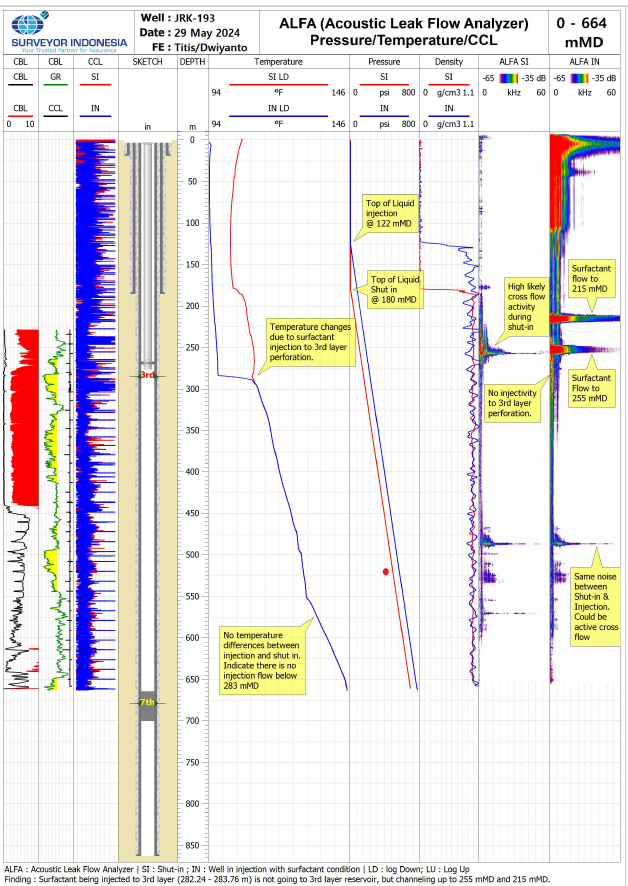 SURVEYOR INDONESIA
Your Trusted Partner for Assurance
Well : JRK-193
Date : 29 May 2024
FE : Titis/Dwiyanto
ALFA (Acoustic Leak Flow Analyzer)
Pressure/Temperature/CCL
0 - 664
mMD
CBL
CBL
CCL
SKETCH
DEPTH
Temperature
Pressure
Density
ALFA SI
ALFA IN
CBL
GR
SI
SI LD
SI
SI
-65 -35 dB
-65 -35 dB
94 °F 146
0 psi 800
0 g/cm3 1.1
0 kHz 60
0 kHz 60
CBL
CCL
IN
IN LD
IN
IN
0 10
in
m
94 °F 146
0 psi 800
0 g/cm3 1.1
0
50
100
150
200
250
300
350
400
450
500
550
600
650
700
750
800
850
3rd
7th
Top of Liquid
injection
@ 122 mMD
Top of Liquid
Shut in
@ 180 mMD
Temperature changes
due to surfactant
injection to 3rd layer
perforation.
High likely
cross flow
activity
during
shut-in
Surfactant
flow to
215 mMD
No injectivity
to 3rd layer
perforation.
Surfactant
Flow to
255 mMD
Same noise
between
Shut-in &
Injection.
Could be
active cross
flow
No temperature
differences between
injection and shut in.
Indicate there is no
injection flow below
283 mMD
ALFA : Acoustic Leak Flow Analyzer | SI : Shut-in ; IN : Well in injection with surfactant condition | LD : log Down; LU : Log Up
Finding : Surfactant being injected to 3rd layer (282.24 - 283.76 m) is not going to 3rd layer reservoir, but channeling up to 255 mMD and 215 mMD.